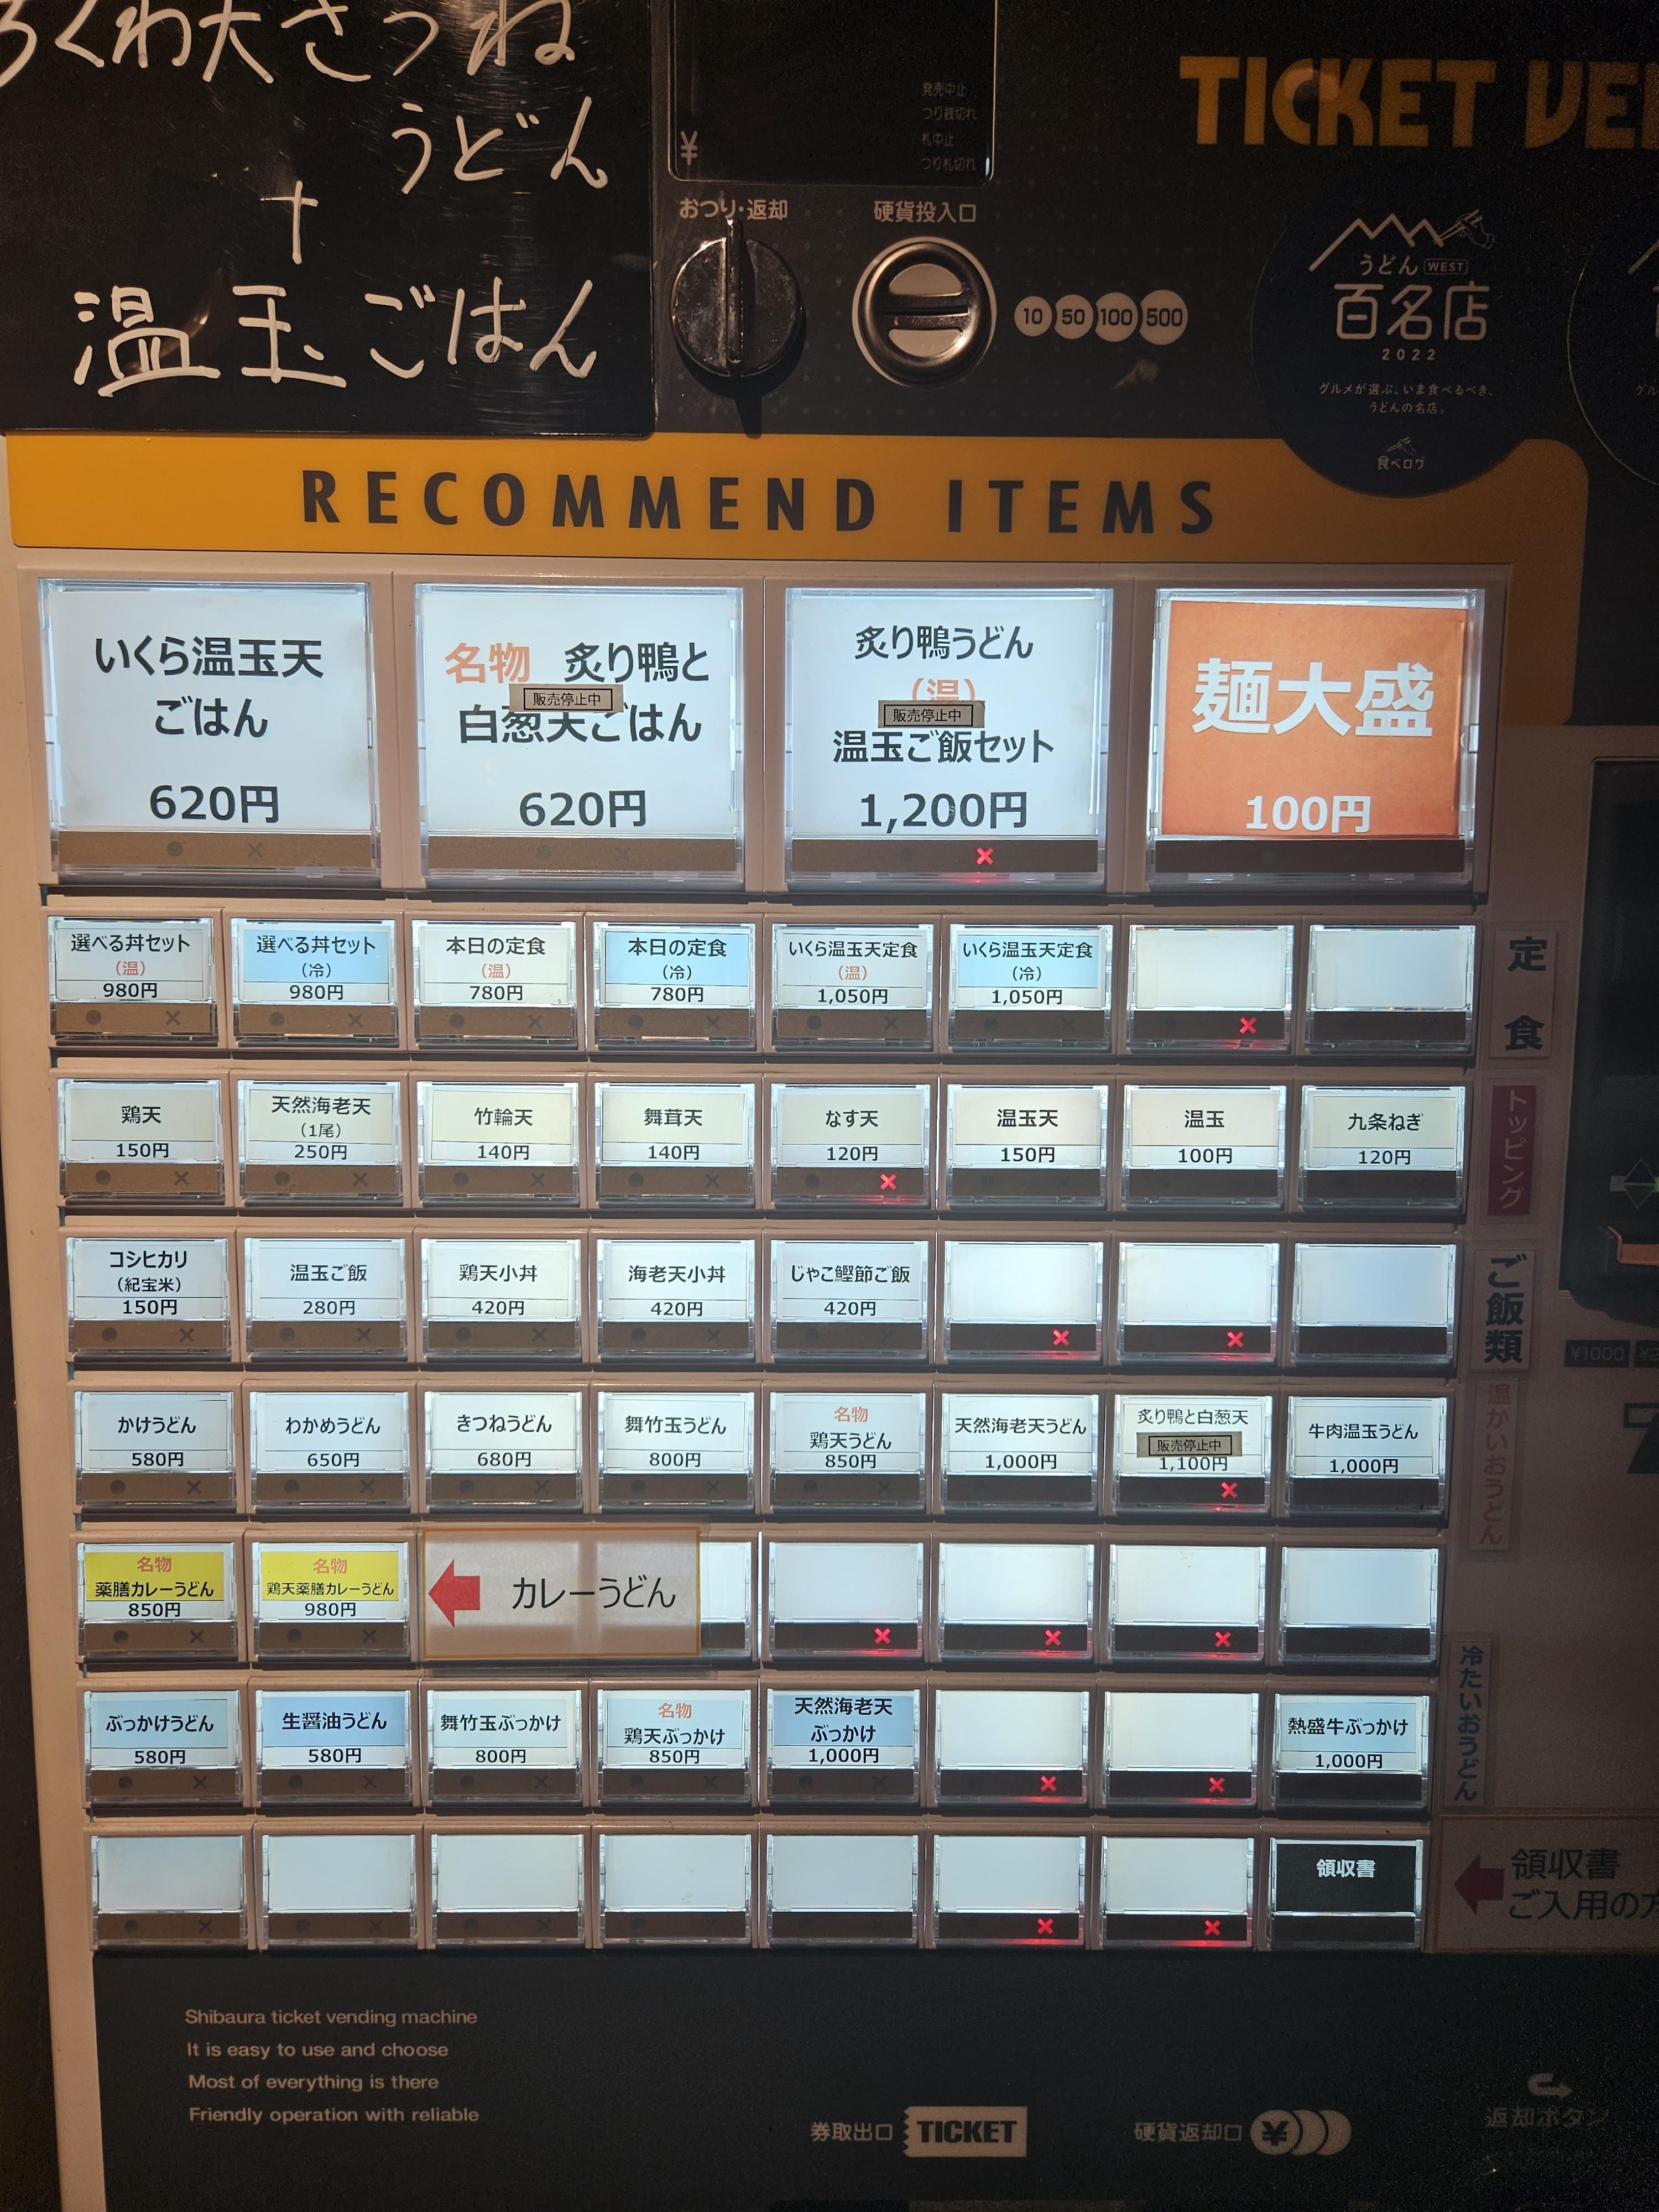 ちくわ大きつね
うどん
+
温玉ごはん
発売中止
つり銭切れ
札中止
つり札切れ
¥
おつり・返却
硬貨投入口
10 50 100 500
TICKET
うどん WEST
百名店
2022
グルメが選ぶ、いま食べるべき、
うどんの名店。
食べログ
RECOMMEND ITEMS
いくら温玉天
ごはん
620円
名物 炙り鴨と
販売停止中
白葱天ごはん
620円
炙り鴨うどん
(温)
販売停止中
温玉ご飯セット
1,200円
麺大盛
100円
定食
選べる丼セット
(温)
980円
選べる丼セット
(冷)
980円
本日の定食
(温)
780円
本日の定食
(冷)
780円
いくら温玉天定食
(温)
1,050円
いくら温玉天定食
(冷)
1,050円
トッピング
鶏天
150円
天然海老天
(1尾)
250円
竹輪天
140円
舞茸天
140円
なす天
120円
温玉天
150円
温玉
100円
九条ねぎ
120円
ご飯類
コシヒカリ
(紀宝米)
150円
温玉ご飯
280円
鶏天小丼
420円
海老天小丼
420円
じゃこ鰹節ご飯
420円
¥1000
温かいおうどん
かけうどん
580円
わかめうどん
650円
きつねうどん
680円
舞竹玉うどん
800円
名物
鶏天うどん
850円
天然海老天うどん
1,000円
炙り鴨と白葱天
販売停止中
1,100円
牛肉温玉うどん
1,000円
名物
薬膳カレーうどん
850円
名物
鶏天薬膳カレーうどん
980円
カレーうどん
冷たいおうどん
ぶっかけうどん
580円
生醤油うどん
580円
舞竹玉ぶっかけ
800円
名物
鶏天ぶっかけ
850円
天然海老天
ぶっかけ
1,000円
熱盛牛ぶっかけ
1,000円
領収書
領収書
ご入用の方
Shibaura ticket vending machine
It is easy to use and choose
Most of everything is there
Friendly operation with reliable
券取出口 TICKET
硬貨返却口 ¥
返却ボタン